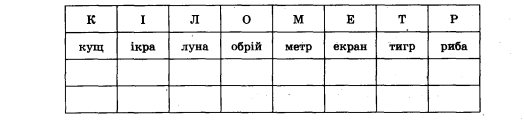 К І Л О М Е Т Р
кущ ікра луна обрій метр екран тигр риба